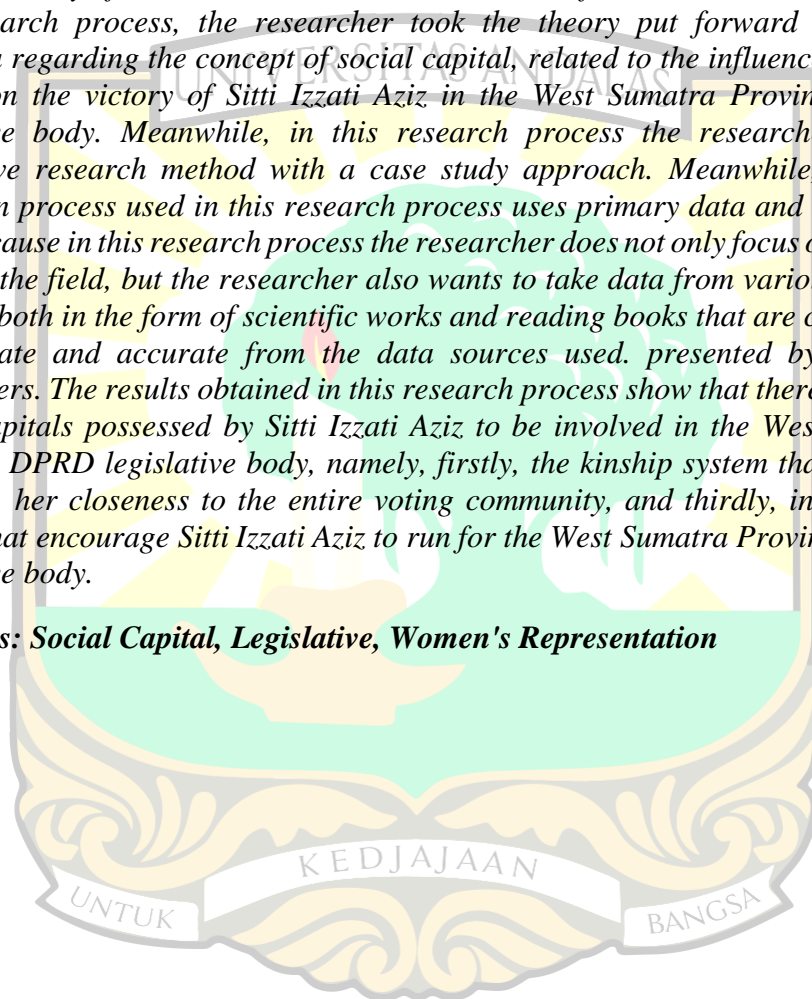 arch process, the researcher took the theory put forward
regarding the concept of social capital, related to the influenc
UNIVERSITAS ANDALAS
on the victory of Sitti Izzati Aziz in the West Sumatra Provin
e body. Meanwhile, in this research process the research
ve research method with a case study approach. Meanwhile
n process used in this research process uses primary data and
cause in this research process the researcher does not only focus o
the field, but the researcher also wants to take data from vario
both in the form of scientific works and reading books that are c
ate and accurate from the data sources used. presented by
ers. The results obtained in this research process show that there
apitals possessed by Sitti Izzati Aziz to be involved in the Wes
DPRD legislative body, namely, firstly, the kinship system tha
her closeness to the entire voting community, and thirdly, in
hat encourage Sitti Izzati Aziz to run for the West Sumatra Provin
e body.
s: Social Capital, Legislative, Women's Representation
KEDJAJAAN
UNTUK BANGSA